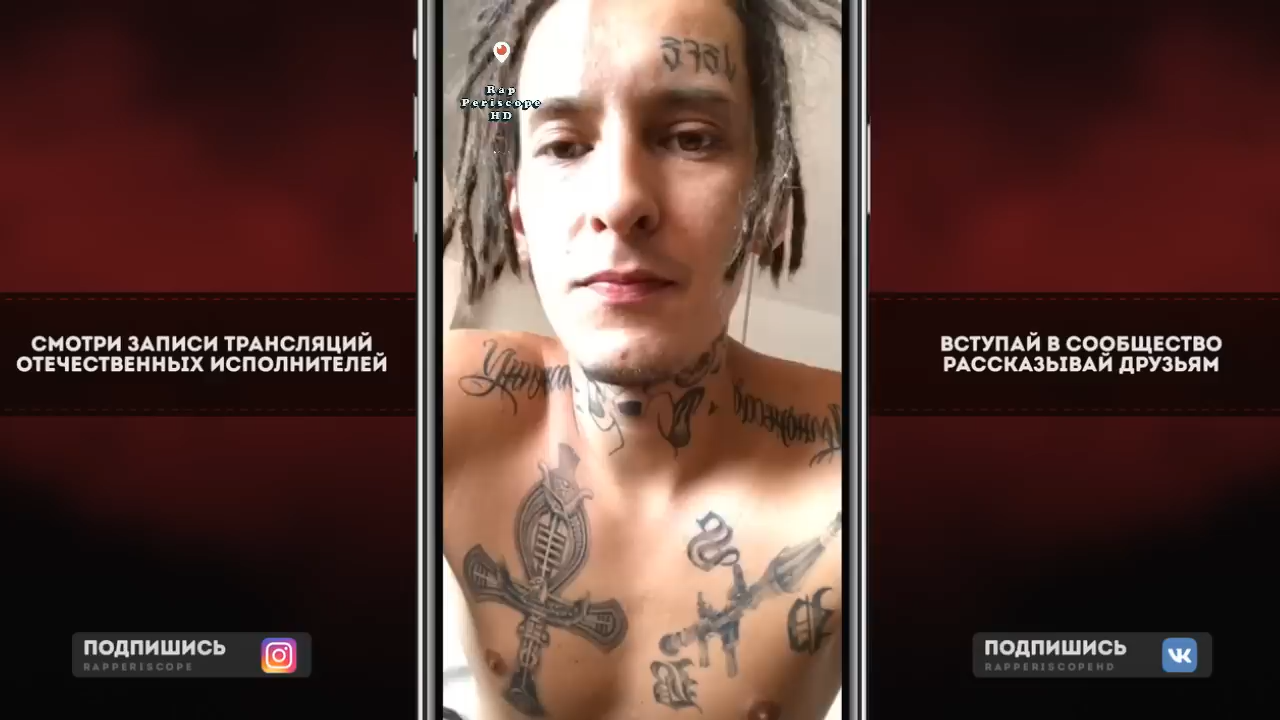 Rap
Periscope
HD
СМОТРИ ЗАПИСИ ТРАНСЛЯЦИЙ
ОТЕЧЕСТВЕННЫХ ИСПОЛНИТЕЛЕЙ
ВСТУПАЙ В СООБЩЕСТВО
РАССКАЗЫВАЙ ДРУЗЬЯМ
ПОДПИШИСЬ
RAPPERISCOPE
ПОДПИШИСЬ
RAPPERISCOPEHD